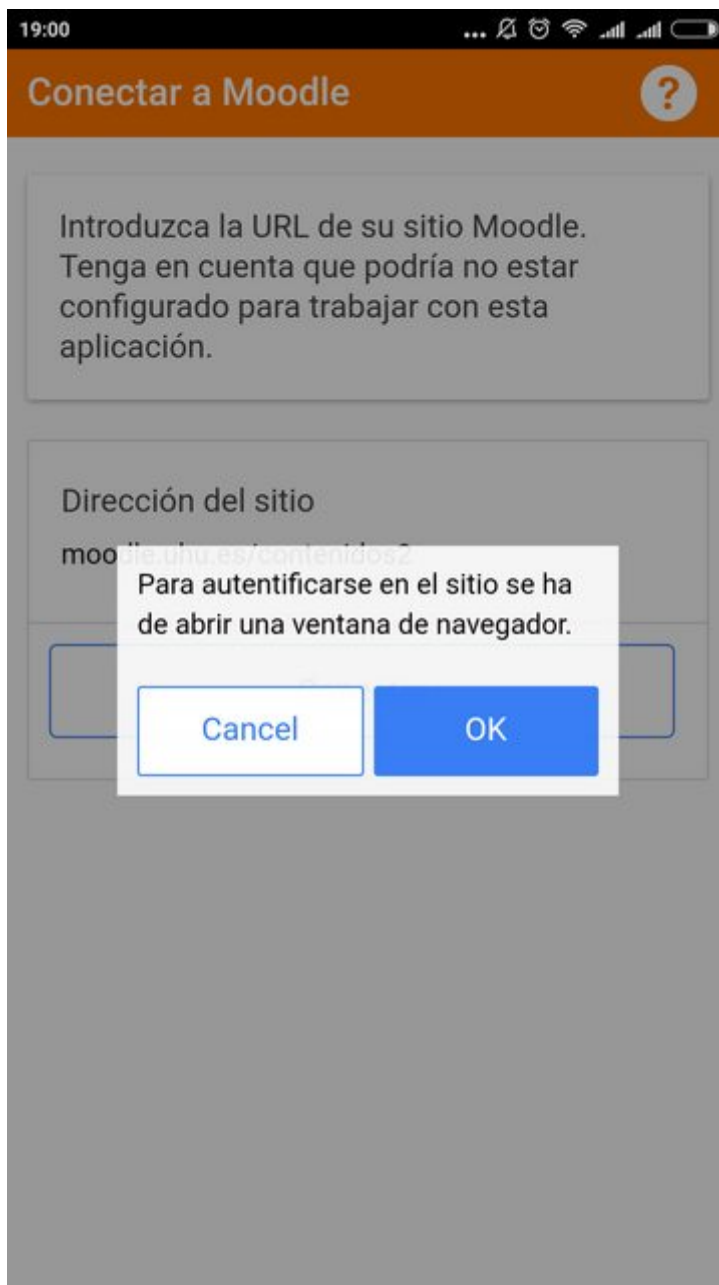 19:00
Conectar a Moodle
?
Introduzca la URL de su sitio Moodle.
Tenga en cuenta que podría no estar
configurado para trabajar con esta
aplicación.
Dirección del sitio
moodle.uhu.es/contenidos2
Para autentificarse en el sitio se ha
de abrir una ventana de navegador.
Cancel
OK